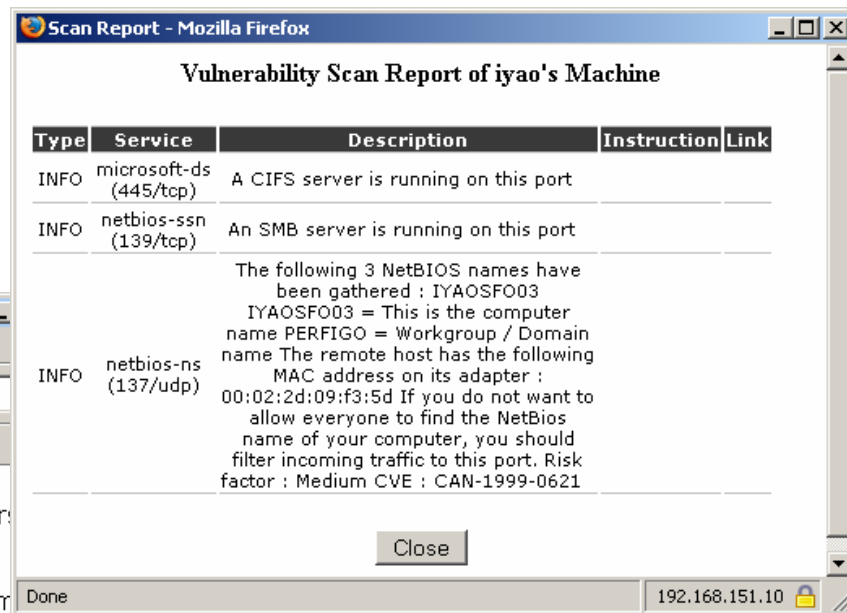 Scan Report - Mozilla Firefox
Vulnerability Scan Report of iyao's Machine
Type Service Description Instruction Link
INFO
microsoft-ds
(445/tcp)
A CIFS server is running on this port
INFO
netbios-ssn
(139/tcp)
An SMB server is running on this port
INFO
netbios-ns
(137/udp)
The following 3 NetBIOS names have
been gathered : IYAOSFO03
IYAOSFO03 = This is the computer
name PERFIGO = Workgroup / Domain
name The remote host has the following
MAC address on its adapter :
00:02:2d:09:f3:5d If you do not want to
allow everyone to find the NetBios
name of your computer, you should
filter incoming traffic to this port. Risk
factor : Medium CVE : CAN-1999-0621
Close
Done
192.168.151.10